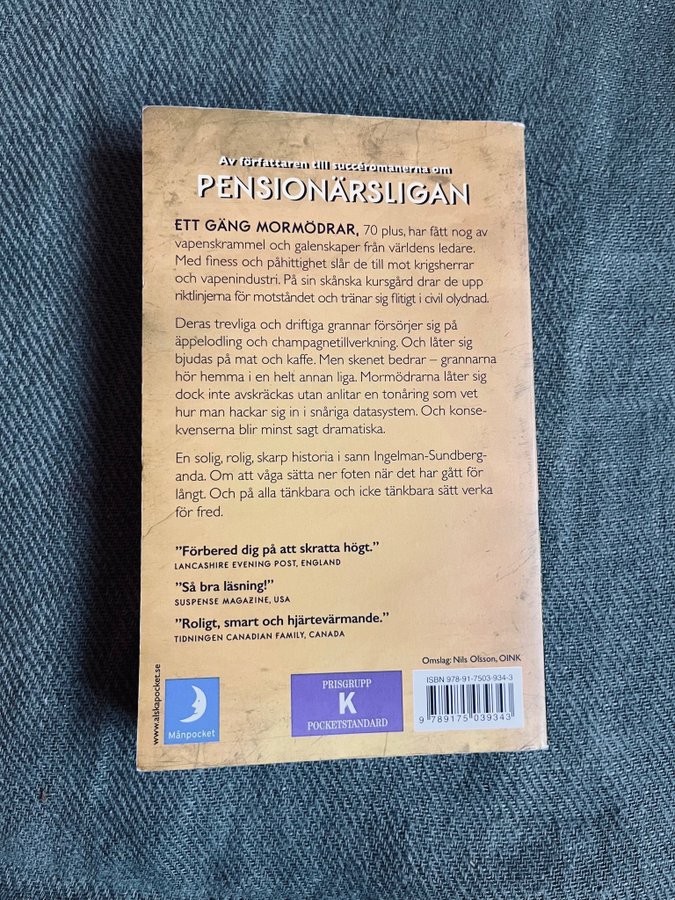 Av författaren till succéromanerna om
PENSIONÄRSLIGAN
ETT GÄNG MORMÖDRAR, 70 plus, har fått nog av
vapenskrammel och galenskaper från världens ledare.
Med finess och påhittighet slår de till mot krigsherrar
och vapenindustri. På sin skånska kursgård drar de upp
riktlinjerna för motståndet och tränar sig flitigt i civil olydnad.
Deras trevliga och driftiga grannar försörjer sig på
äppelodling och champagnetillverkning. Och låter sig
bjudas på mat och kaffe. Men skenet bedrar – grannarna
hör hemma i en helt annan liga. Mormödrarna låter sig
dock inte avskräckas utan anlitar en tonåring som vet
hur man hackar sig in i snåriga datasystem. Och konse-
kvenserna blir minst sagt dramatiska.
En solig, rolig, skarp historia i sann Ingelman-Sundberg-
anda. Om att våga sätta ner foten när det har gått för
långt. Och på alla tänkbara och icke tänkbara sätt verka
för fred.
”Förbered dig på att skratta högt.”
LANCASHIRE EVENING POST, ENGLAND
”Så bra läsning!”
SUSPENSE MAGAZINE, USA
”Roligt, smart och hjärtevärmande.”
TIDNINGEN CANADIAN FAMILY, CANADA
Omslag: Nils Olsson, OINK
www.alskapocket.se
Månpocket
PRISGRUPP
K
POCKETSTANDARD
ISBN 978-91-7503-934-3
9 789175 039343